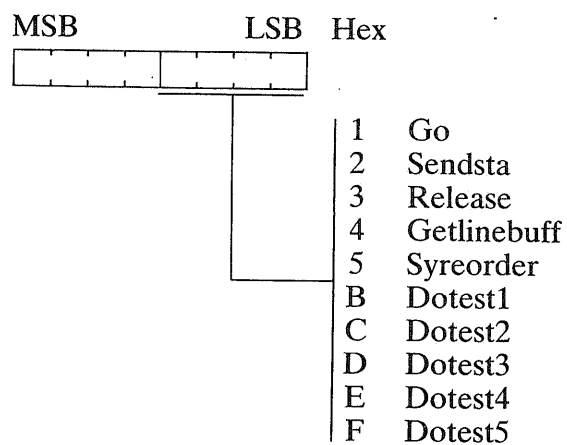 MSB LSB Hex
1 Go
2 Sendsta
3 Release
4 Getlinebuff
5 Syreorder
B Dotest1
C Dotest2
D Dotest3
E Dotest4
F Dotest5